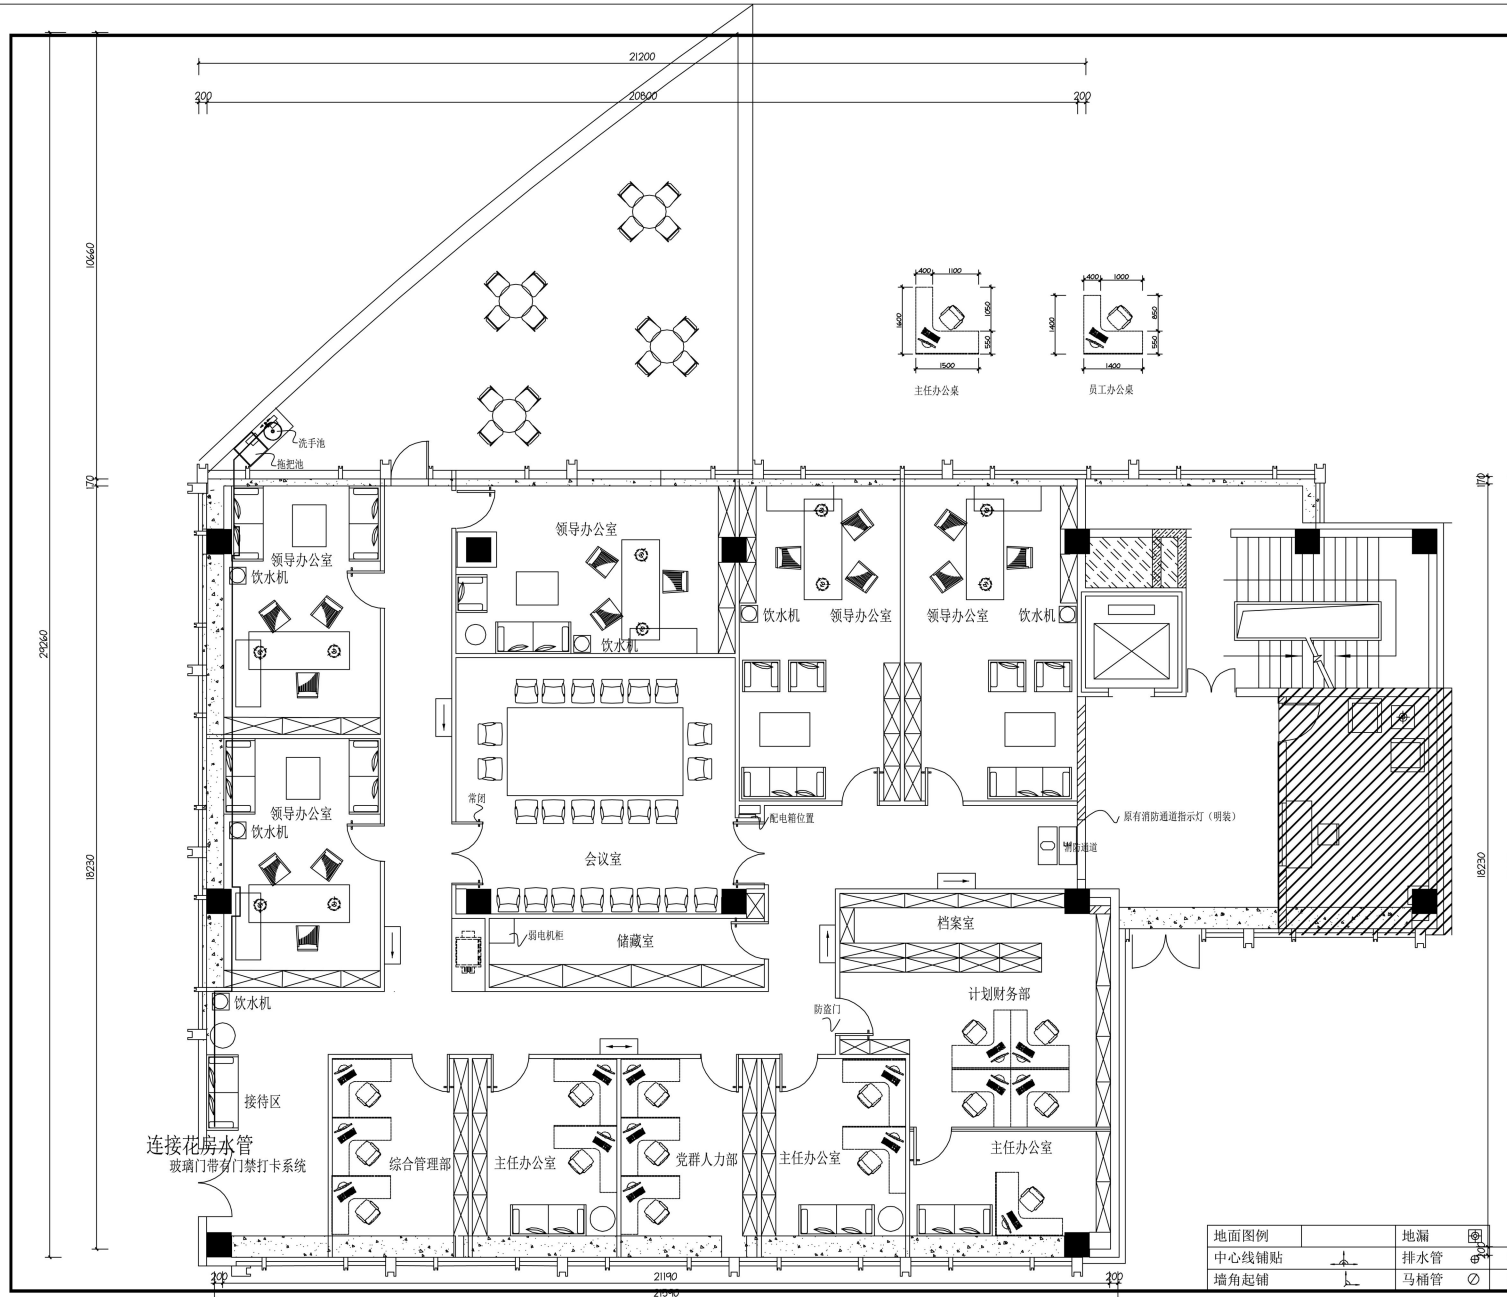 21200
200
20800
200
10660
29260
170
18230
170
18230
400
1100
1600
1050
550
1500
主任办公桌
400
1000
1400
850
550
1400
员工办公桌
洗手池
拖把池
领导办公室
饮水机
领导办公室
饮水机
饮水机
领导办公室
领导办公室
饮水机
领导办公室
饮水机
常闭
会议室
配电箱位置
原有消防通道指示灯（明装）
消防通道
弱电机柜
储藏室
档案室
计划财务部
防盗门
饮水机
接待区
连接花房水管
玻璃门带有门禁打卡系统
综合管理部
主任办公室
党群人力部
主任办公室
主任办公室
地面图例
地漏
中心线铺贴
排水管
墙角起铺
马桶管
200
200
21190
200
21590